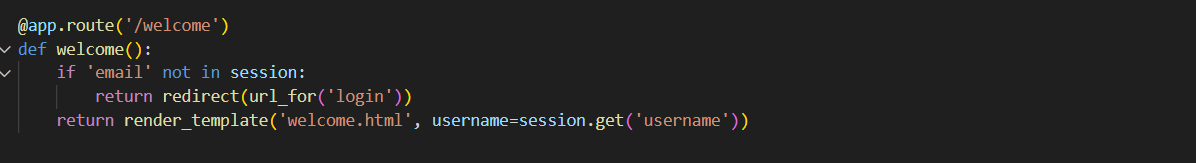 @app.route('/welcome')
def welcome():
    if 'email' not in session:
        return redirect(url_for('login'))
    return render_template('welcome.html', username=session.get('username'))